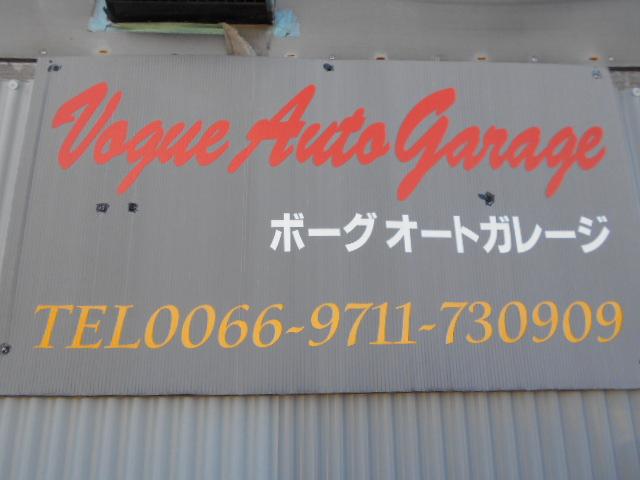 Vogue Auto Garage
ボーグ オートガレージ
TEL0066-9711-730909